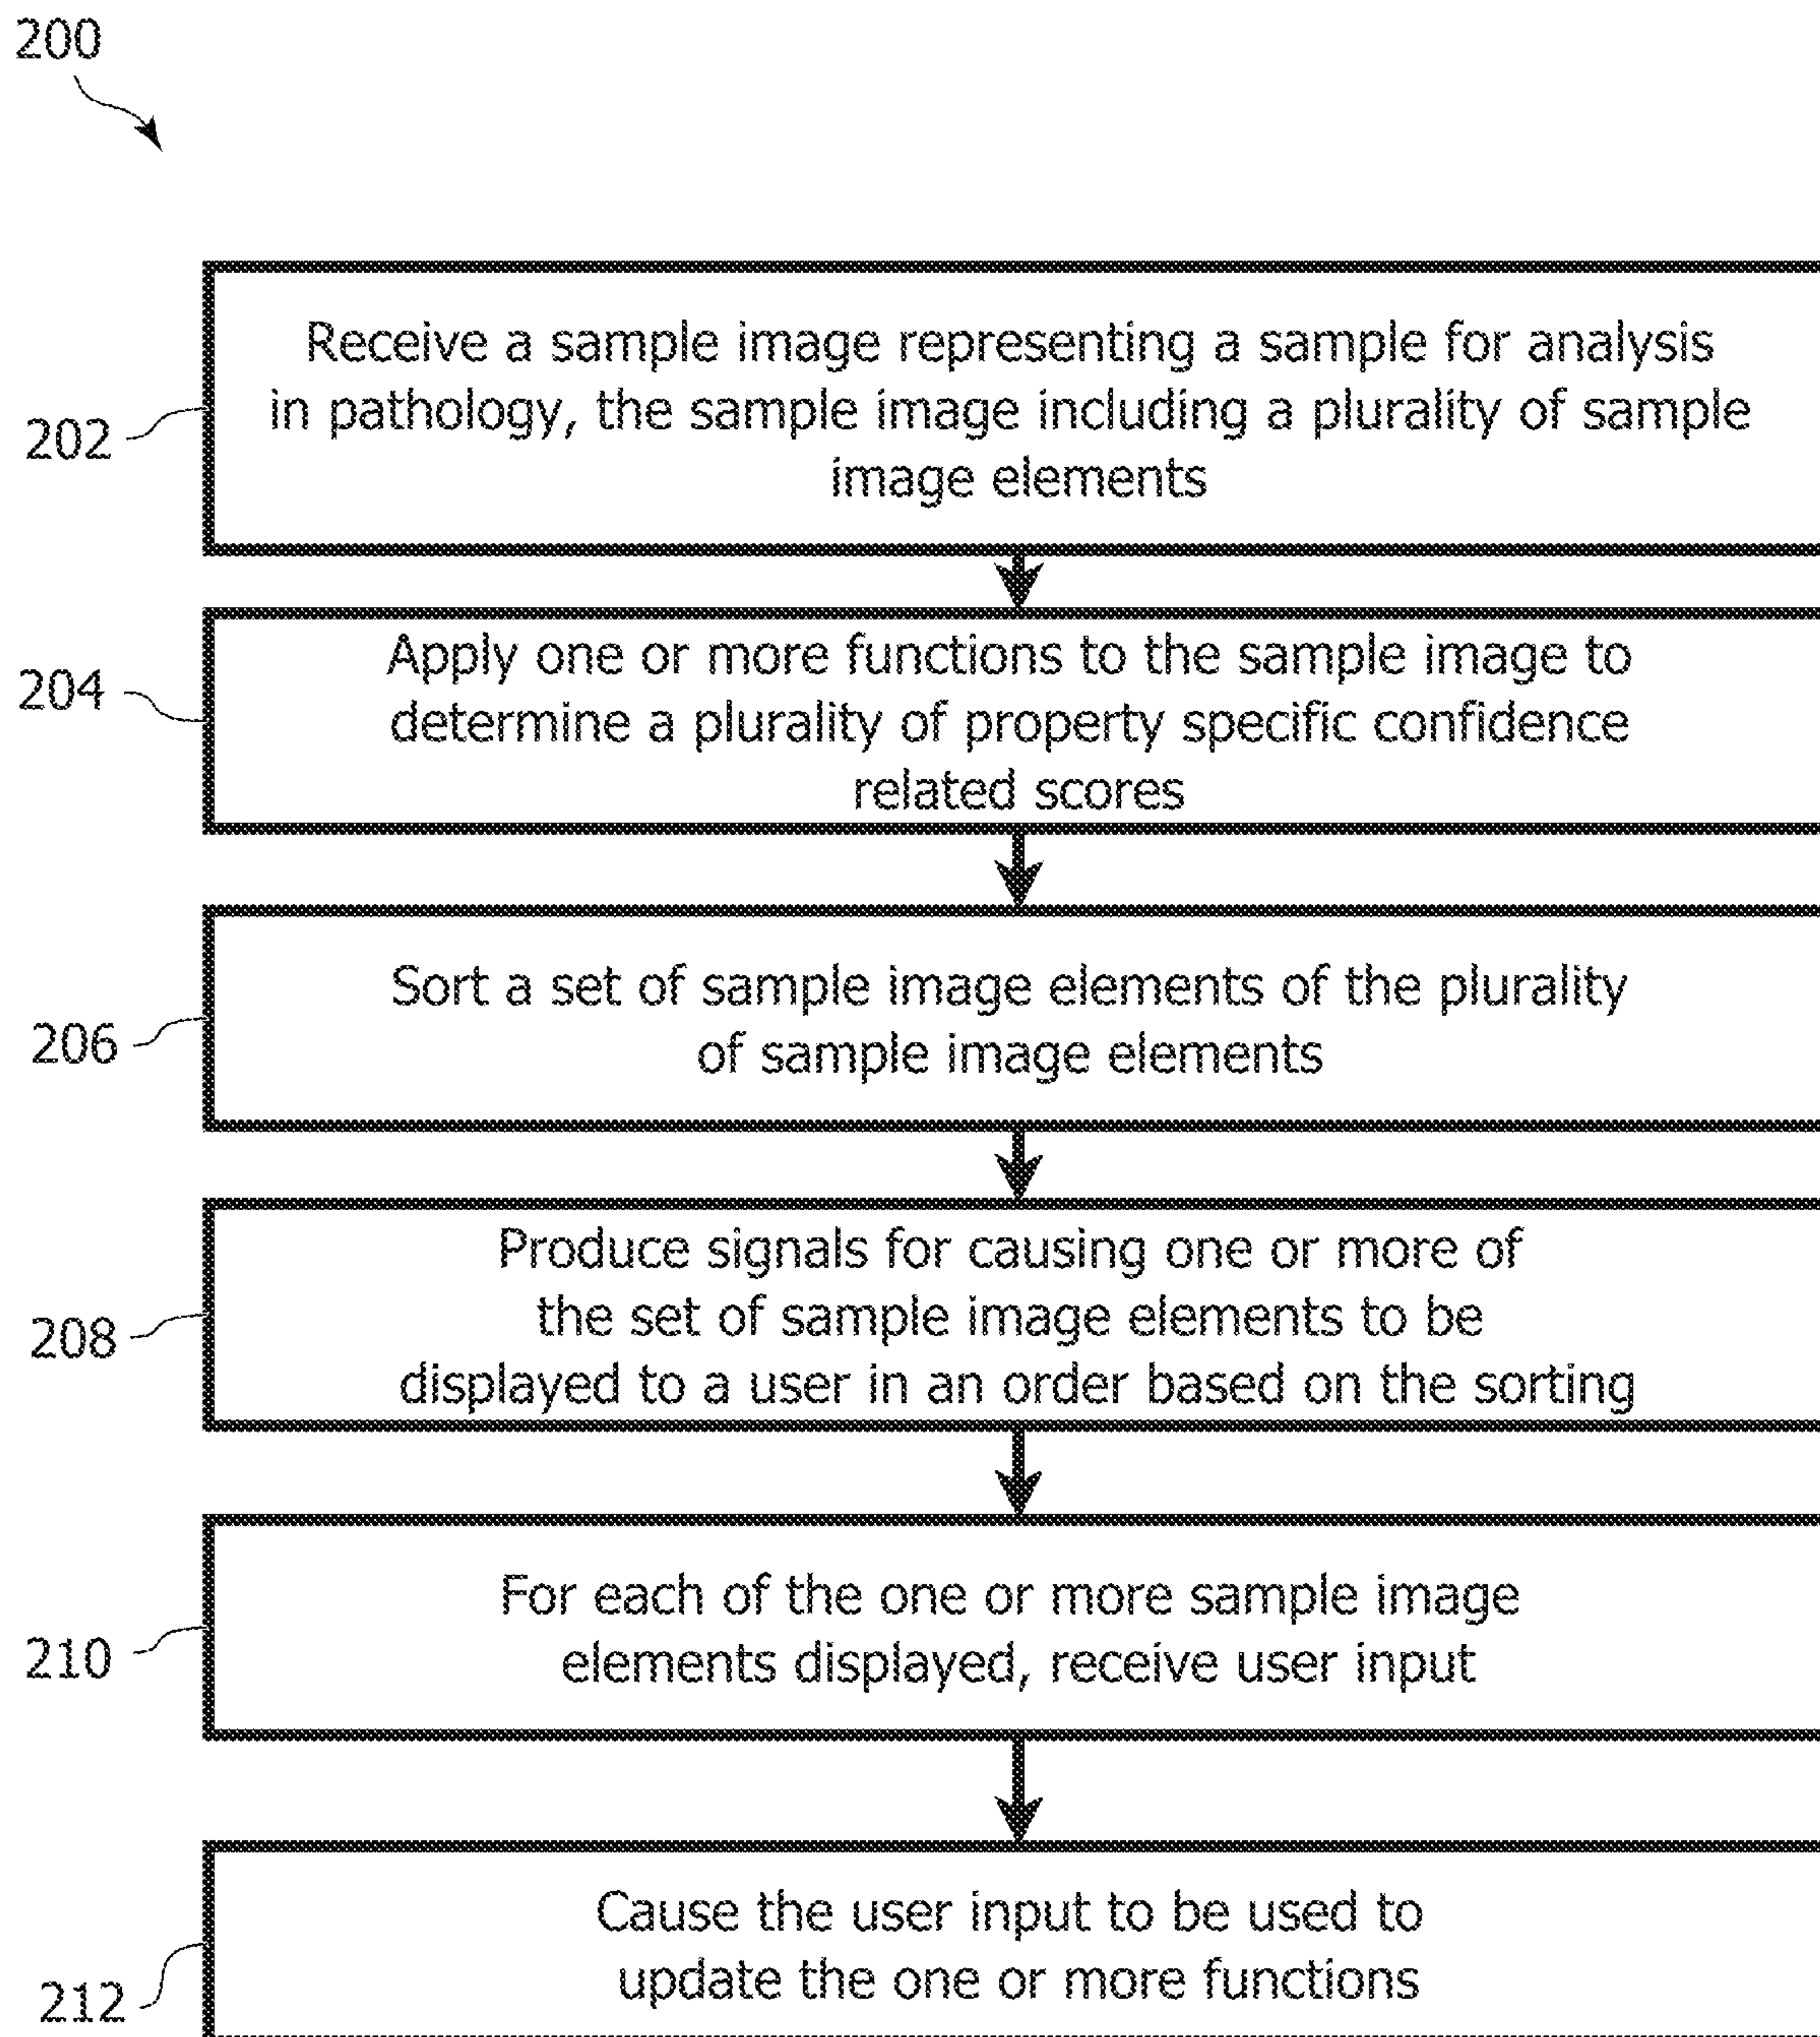 200
202
Receive a sample image representing a sample for analysis
in pathology, the sample image including a plurality of sample
image elements
204
Apply one or more functions to the sample image to
determine a plurality of property specific confidence
related scores
206
Sort a set of sample image elements of the plurality
of sample image elements
208
Produce signals for causing one or more of
the set of sample image elements to be
displayed to a user in an order based on the sorting
210
For each of the one or more sample image
elements displayed, receive user input
212
Cause the user input to be used to
update the one or more functions